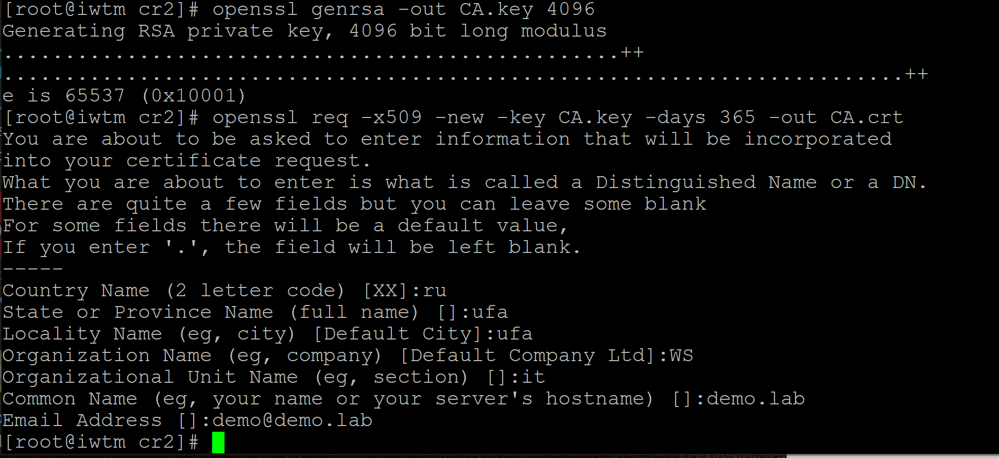 [root@iwtm cr2]# openssl genrsa -out CA.key 4096
Generating RSA private key, 4096 bit long modulus
..................................................++
.........................................................................++
e is 65537 (0x10001)
[root@iwtm cr2]# openssl req -x509 -new -key CA.key -days 365 -out CA.crt
You are about to be asked to enter information that will be incorporated
into your certificate request.
What you are about to enter is what is called a Distinguished Name or a DN.
There are quite a few fields but you can leave some blank
For some fields there will be a default value,
If you enter '.', the field will be left blank.
-----
Country Name (2 letter code) [XX]:ru
State or Province Name (full name) []:ufa
Locality Name (eg, city) [Default City]:ufa
Organization Name (eg, company) [Default Company Ltd]:WS
Organizational Unit Name (eg, section) []:it
Common Name (eg, your name or your server's hostname) []:demo.lab
Email Address []:demo@demo.lab
[root@iwtm cr2]#